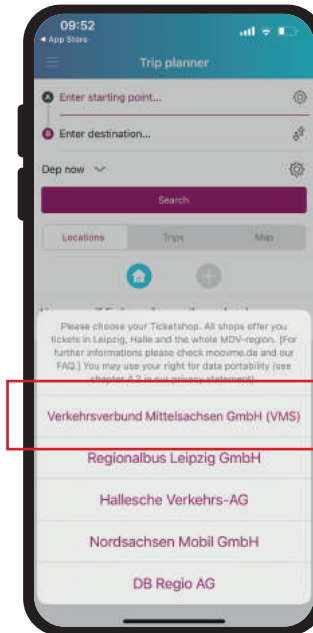 09:52
App Store
Trip planner
A Enter starting point...
B Enter destination...
Dep now
Search
Locations Trips Map
Please choose your Ticketshop. All shops offer you
tickets in Leipzig, Halle and the whole MDV-region. [For
further informations please check moovme.de and our
FAQ.] You may use your right for data portability (see
chapter 4.2 in our privacy statement).
Verkehrsverbund Mittelsachsen GmbH (VMS)
Regionalbus Leipzig GmbH
Hallesche Verkehrs-AG
Nordsachsen Mobil GmbH
DB Regio AG